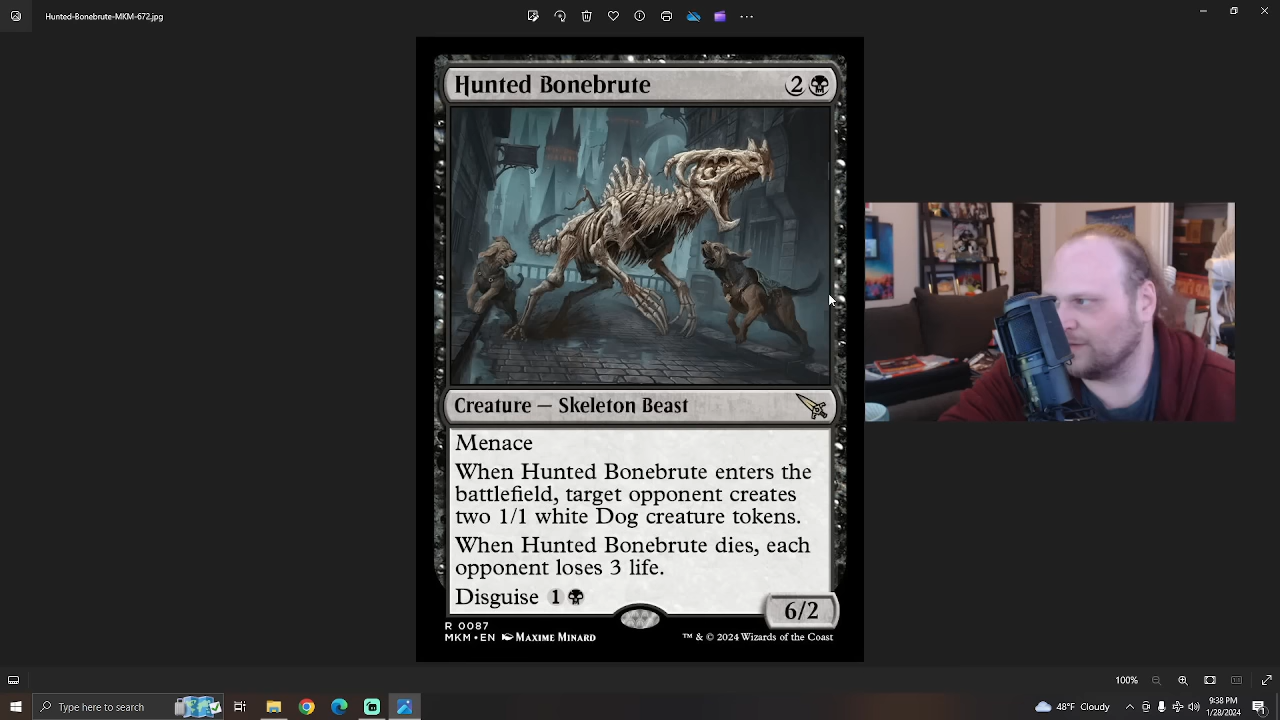 Hunted-Bonebrute-MKM-672.jpg
Hunted Bonebrute 2
Creature — Skeleton Beast
Menace
When Hunted Bonebrute enters the
battlefield, target opponent creates
two 1/1 white Dog creature tokens.
When Hunted Bonebrute dies, each
opponent loses 3 life.
Disguise 1
6/2
R 0087
MKM • EN MAXIME MINARD
™ & © 2024 Wizards of the Coast
100%
Type here to search
48°F Cloudy
9:38 PM
1/28/2024